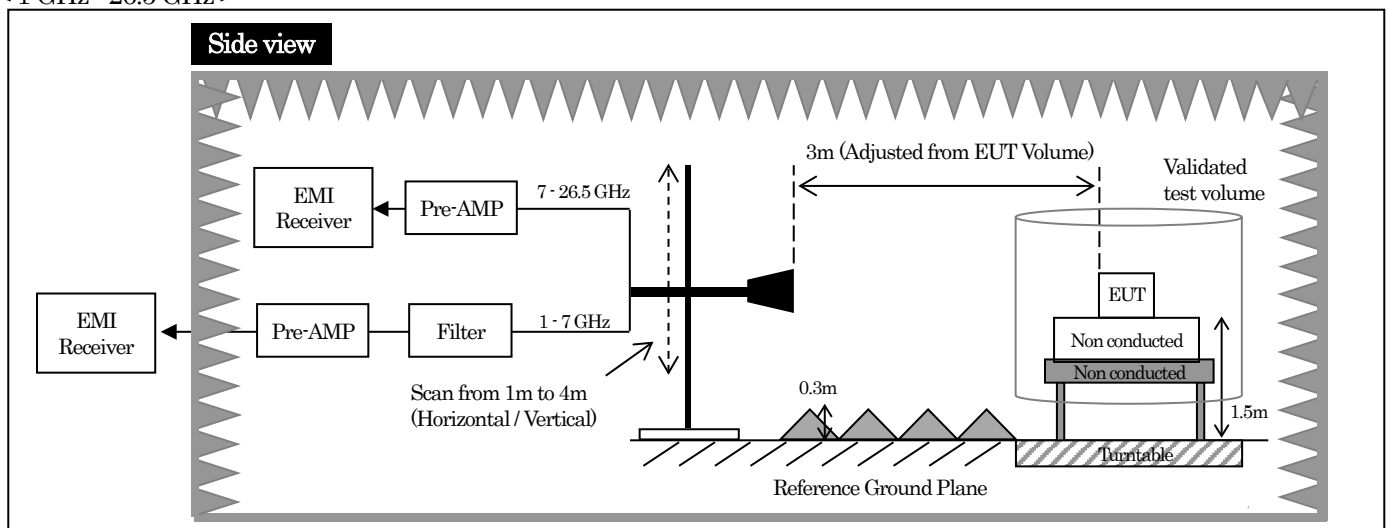 <1 GHz - 26.5 GHz>
Side view
3m (Adjusted from EUT Volume)
Validated
test volume
EMI
Receiver
Pre-AMP
7 - 26.5 GHz
EUT
EMI
Receiver
Pre-AMP
Filter
1 - 7 GHz
Non conducted
Non conducted
Scan from 1m to 4m
(Horizontal / Vertical)
0.3m
1.5m
Turntable
Reference Ground Plane